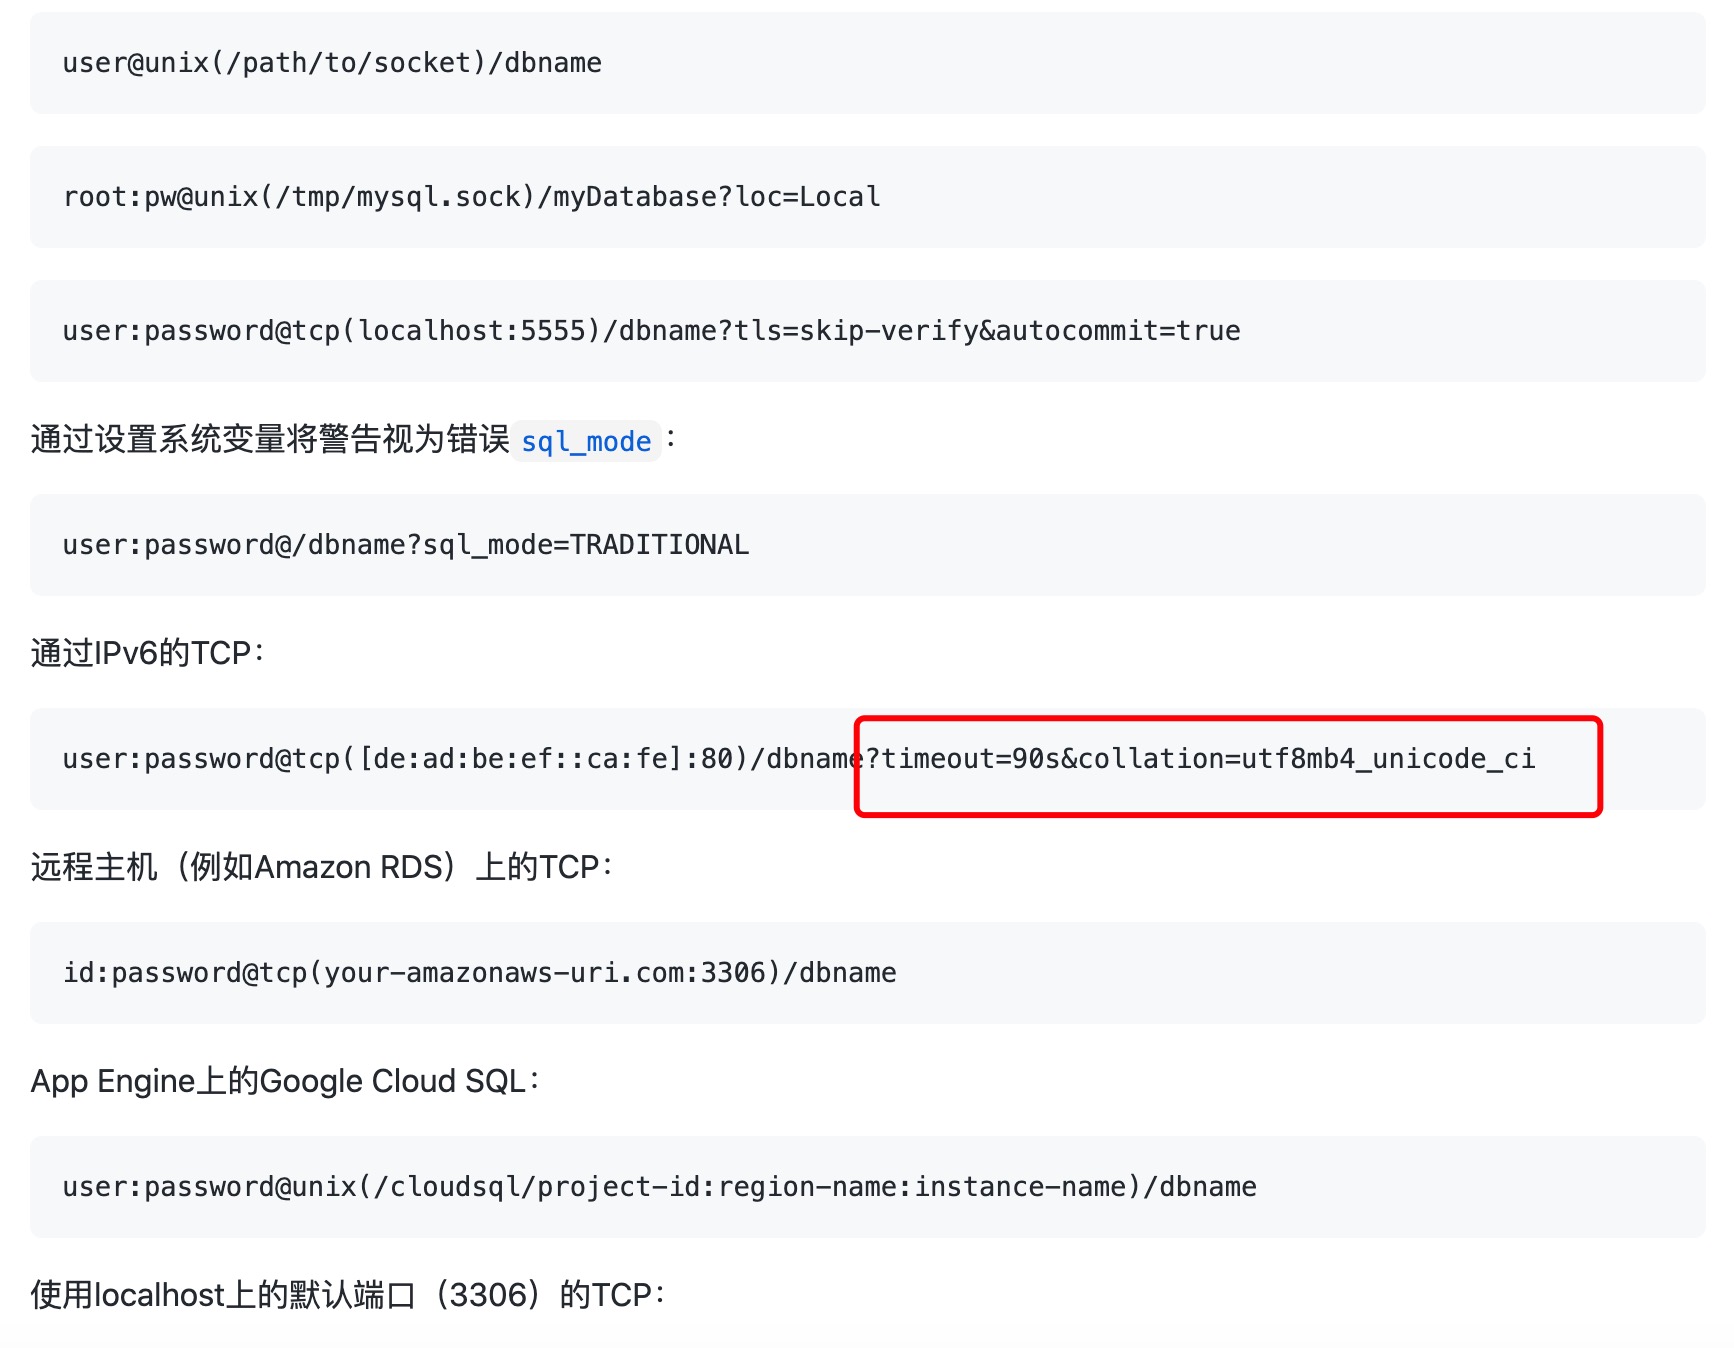 user@unix(/path/to/socket)/dbname
root:pw@unix(/tmp/mysql.sock)/myDatabase?loc=Local
user:password@tcp(localhost:5555)/dbname?tls=skip-verify&autocommit=true
通过设置系统变量将警告视为错误 sql_mode：
user:password@/dbname?sql_mode=TRADITIONAL
通过IPv6的TCP：
user:password@tcp([de:ad:be:ef::ca:fe]:80)/dbname?timeout=90s&collation=utf8mb4_unicode_ci
远程主机（例如Amazon RDS）上的TCP：
id:password@tcp(your-amazonaws-uri.com:3306)/dbname
App Engine上的Google Cloud SQL：
user:password@unix(/cloudsql/project-id:region-name:instance-name)/dbname
使用localhost上的默认端口（3306）的TCP：